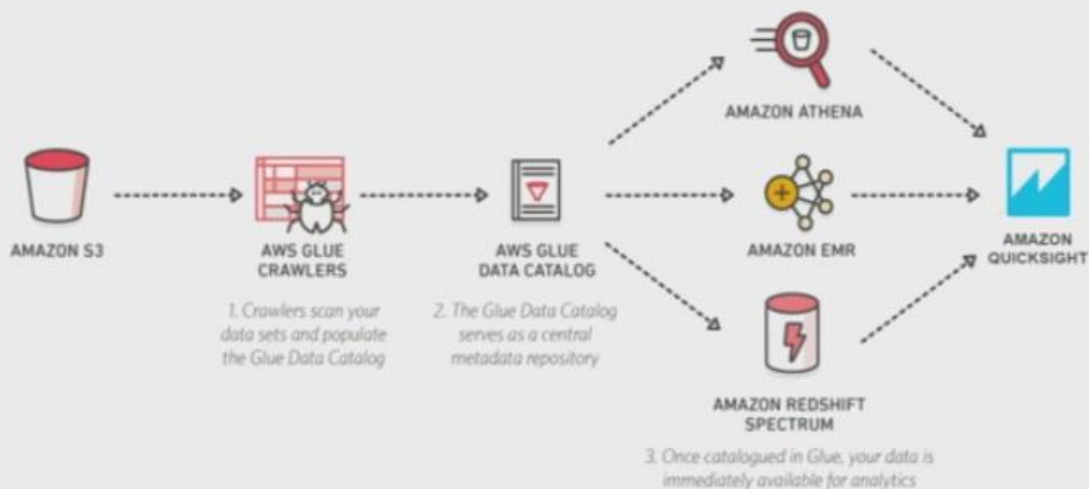 AMAZON ATHENA
AMAZON S3
AWS GLUE
CRAWLERS
1. Crawlers scan your
data sets and populate
the Glue Data Catalog
AWS GLUE
DATA CATALOG
2. The Glue Data Catalog
serves as a central
metadata repository
AMAZON EMR
AMAZON
QUICKSIGHT
AMAZON REDSHIFT
SPECTRUM
3. Once catalogued in Glue, your data is
immediately available for analytics